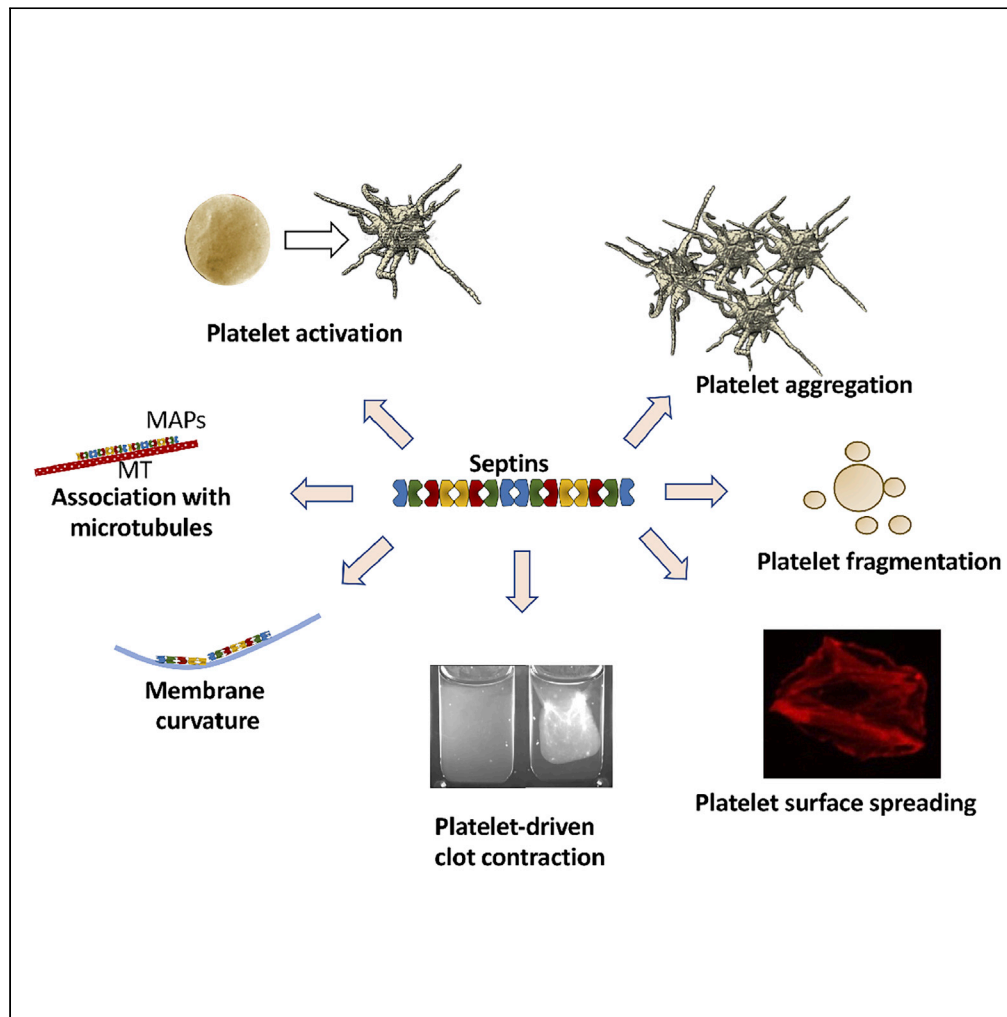 Platelet activation
Platelet aggregation
MAPs
MT
Association with
microtubules
Septins
Platelet fragmentation
Membrane
curvature
Platelet-driven
clot contraction
Platelet surface spreading